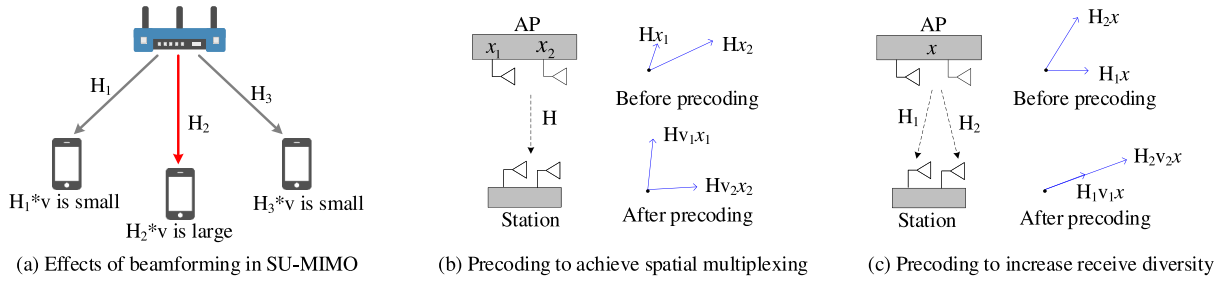 H₁
H₂
H₃
H₁*v is small
H₂*v is large
H₃*v is small
(a) Effects of beamforming in SU-MIMO
AP
x₁ x₂
H
Station
Hx₁ Hx₂
Before precoding
Hv₁x₁
Hv₂x₂
After precoding
(b) Precoding to achieve spatial multiplexing
AP
x
H₁ H₂
Station
H₂x
H₁x
Before precoding
H₂v₂x
H₁v₁x
After precoding
(c) Precoding to increase receive diversity